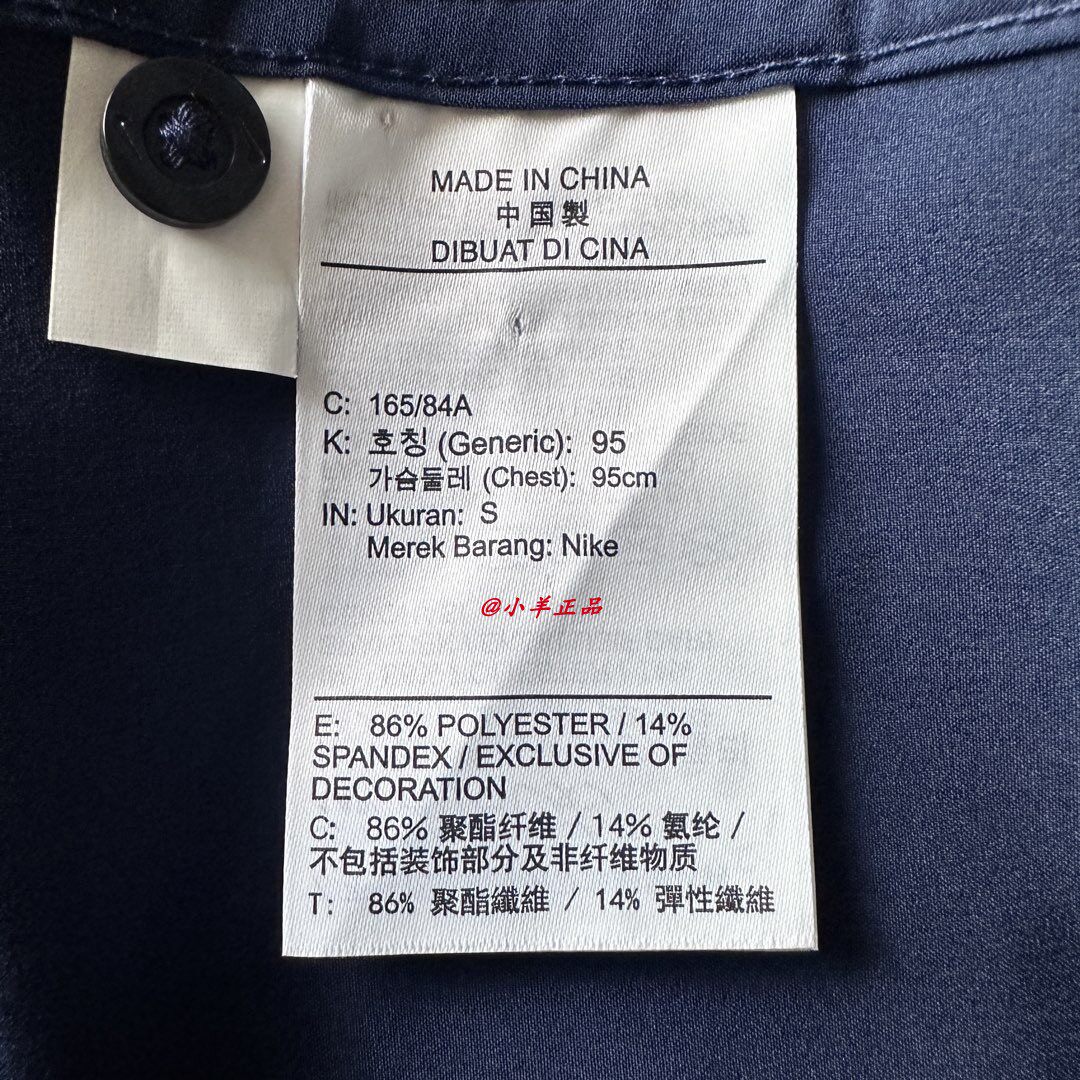 MADE IN CHINA
中国製
DIBUAT DI CINA
C: 165/84A
K: 호칭 (Generic): 95
가슴둘레 (Chest): 95cm
IN: Ukuran: S
Merek Barang: Nike
@小羊正品
E: 86% POLYESTER / 14%
SPANDEX / EXCLUSIVE OF
DECORATION
C: 86% 聚酯纤维 / 14% 氨纶 /
不包括装饰部分及非纤维物质
T: 86% 聚酯纖維 / 14% 彈性纖維